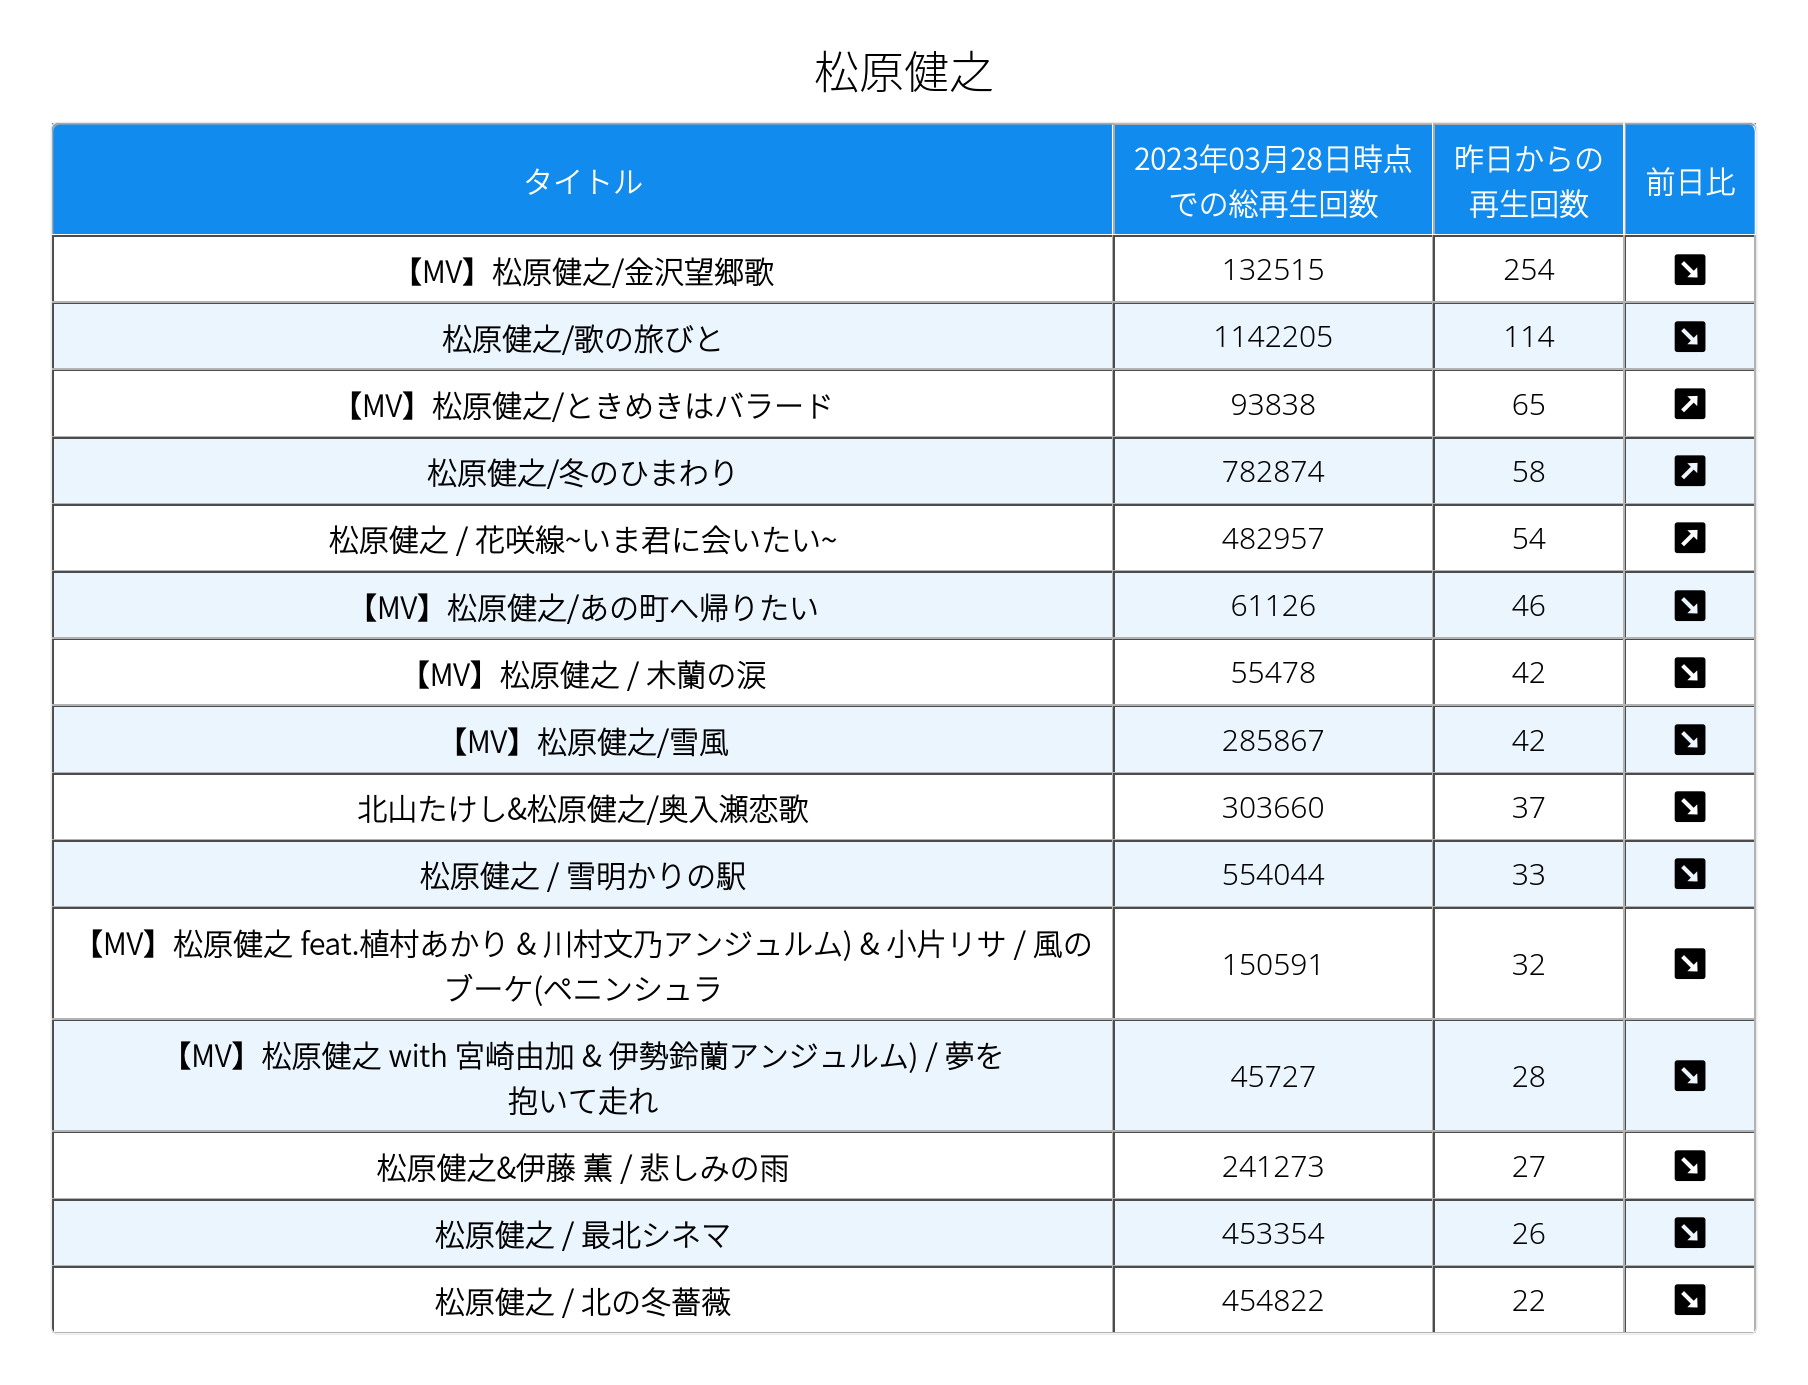 松原健之
タイトル
2023年03月28日時点
での総再生回数
昨日からの
再生回数
前日比
【MV】松原健之/金沢望郷歌 132515 254
松原健之/歌の旅びと 1142205 114
【MV】松原健之/ときめきはバラード 93838 65
松原健之/冬のひまわり 782874 58
松原健之 / 花咲線~いま君に会いたい~ 482957 54
【MV】松原健之/あの町へ帰りたい 61126 46
【MV】松原健之 / 木蘭の涙 55478 42
【MV】松原健之/雪風 285867 42
北山たけし&松原健之/奥入瀬恋歌 303660 37
松原健之 / 雪明かりの駅 554044 33
【MV】松原健之 feat.植村あかり & 川村文乃アンジュルム) & 小片リサ / 風の
ブーケ(ペニンシュラ 150591 32
【MV】松原健之 with 宮崎由加 & 伊勢鈴蘭アンジュルム) / 夢を
抱いて走れ 45727 28
松原健之&伊藤 薫 / 悲しみの雨 241273 27
松原健之 / 最北シネマ 453354 26
松原健之 / 北の冬薔薇 454822 22